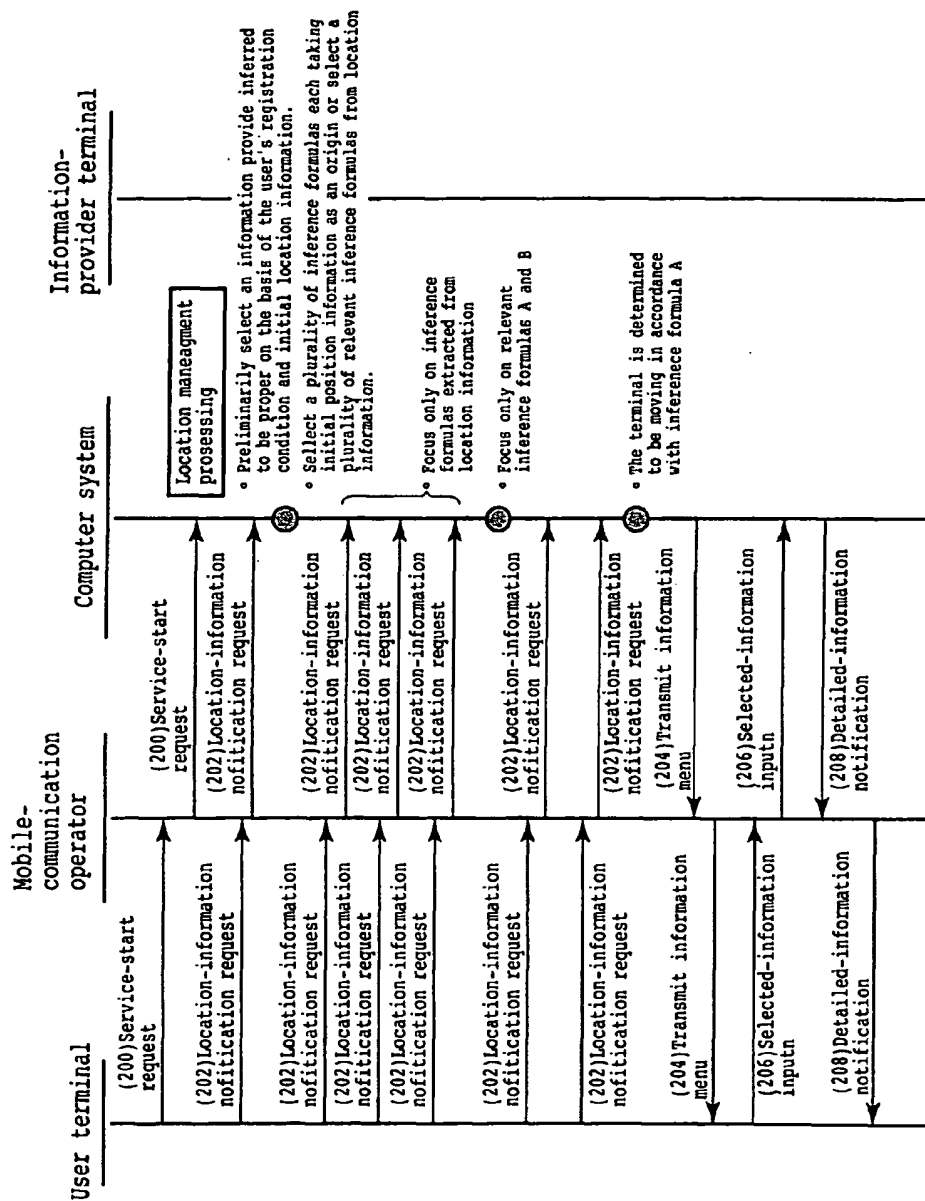 User terminal
Mobile-
communication
operator
Computer system
Information-
provider terminal
(200)Service-start
request
(200)Service-start
request
Location maneagment
prosessing
(202)Location-information
nofitication request
(202)Location-information
nofitication request
° Preliminarily select an information provide inferred
to be proper on the basis of the user's registration
condition and initial location information.
(202)Location-information
nofitication request
(202)Location-information
nofitication request
° Sellect a plurality of inference formulas each taking
initial position information as an origin or select a
plurality of relevant inference formulas from location
information.
(202)Location-information
nofitication request
(202)Location-information
nofitication request
(202)Location-information
nofitication request
(202)Location-information
nofitication request
° Focus only on inference
formulas extracted from
location information
(202)Location-information
nofitication request
(202)Location-information
nofitication request
° Focus only on relevant
inference formulas A and B
(202)Location-information
nofitication request
(202)Location-information
nofitication request
° The terminal is determined
to be moving in accordance
with inferenece formula A
(204)Transmit information
menu
(204)Transmit information
menu
(206)Selected-information
inputn
(206)Selected-information
inputn
(208)Detailed-information
notification
(208)Detailed-information
notification